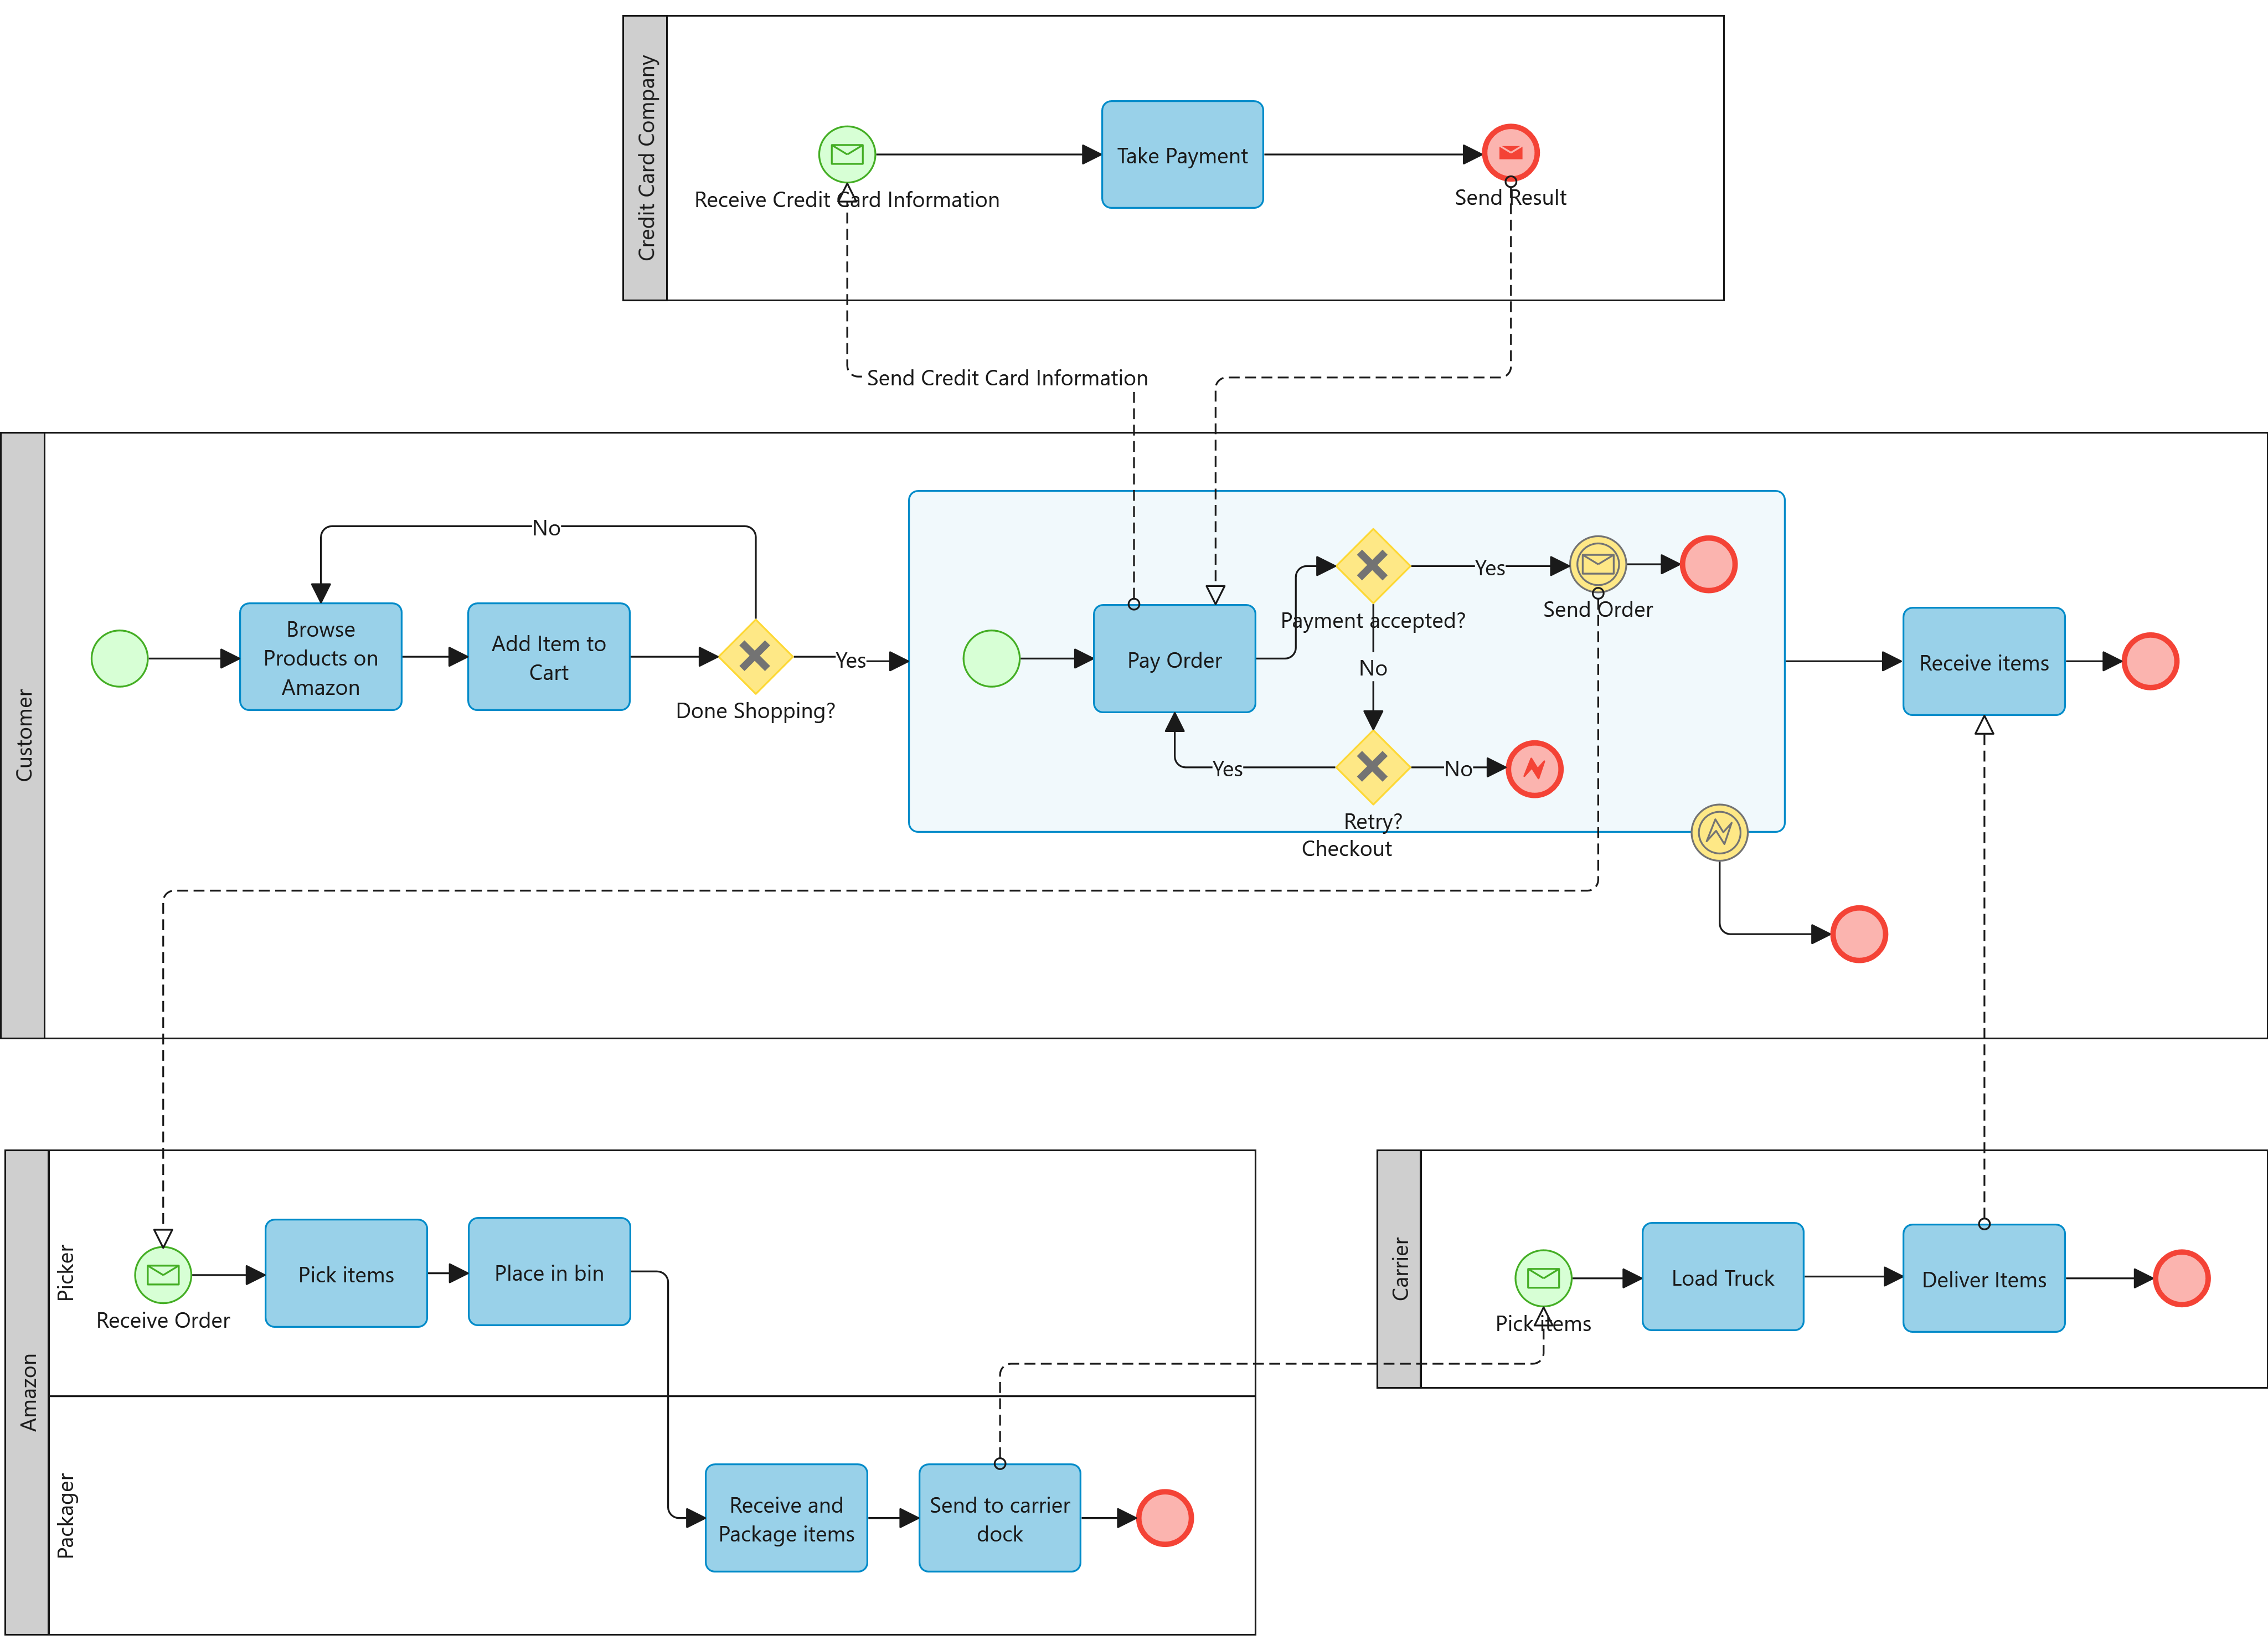 Credit Card Company
Receive Credit Card Information
Take Payment
Send Result
Send Credit Card Information
Customer
No
Browse
Products on
Amazon
Add Item to
Cart
Done Shopping?
Yes
Pay Order
Payment accepted?
Yes
Send Order
No
Yes
Retry?
No
Checkout
Receive items
Amazon
Picker
Receive Order
Pick items
Place in bin
Packager
Receive and
Package items
Send to carrier
dock
Carrier
Pick items
Load Truck
Deliver Items